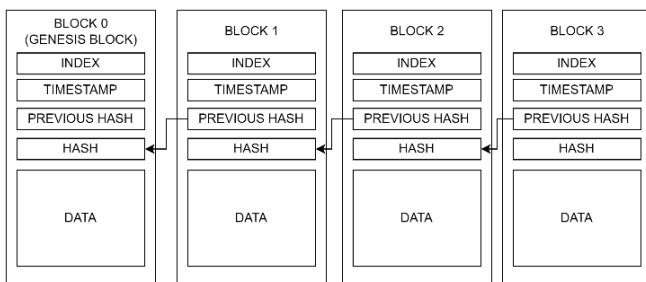 BLOCK 0
(GENESIS BLOCK)
INDEX
TIMESTAMP
PREVIOUS HASH
HASH
DATA
BLOCK 1
INDEX
TIMESTAMP
PREVIOUS HASH
HASH
DATA
BLOCK 2
INDEX
TIMESTAMP
PREVIOUS HASH
HASH
DATA
BLOCK 3
INDEX
TIMESTAMP
PREVIOUS HASH
HASH
DATA